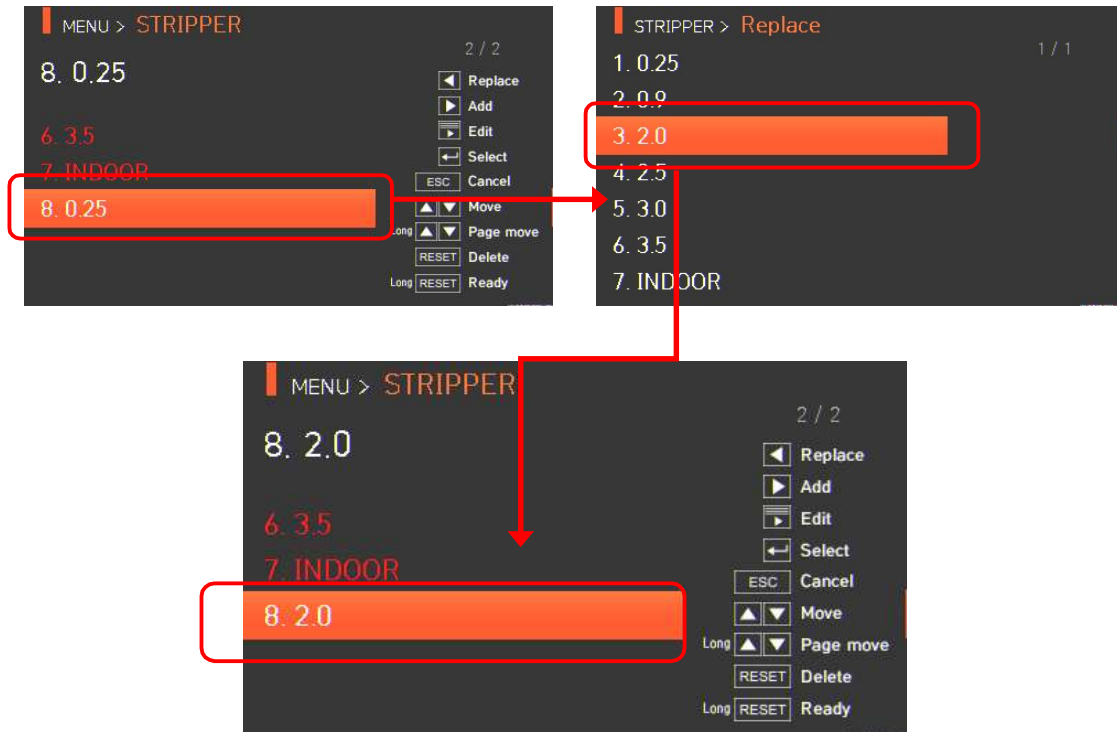 MENU > STRIPPER
2 / 2
8. 0.25
Replace
Add
6. 3.5
Edit
7. INDOOR
Select
ESC Cancel
8. 0.25
Move
Long Page move
RESET Delete
Long RESET Ready
STRIPPER > Replace
1 / 1
1. 0.25
2. 0.9
3. 2.0
4. 2.5
5. 3.0
6. 3.5
7. INDOOR
MENU > STRIPPER
2 / 2
8. 2.0
Replace
Add
6. 3.5
Edit
Select
7. INDOOR
ESC Cancel
8. 2.0
Move
Long Page move
RESET Delete
Long RESET Ready